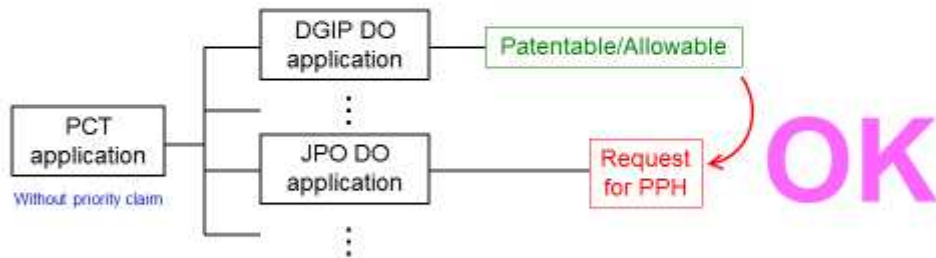 DGIP DO
application
Patentable/Allowable
PCT
application
Without priority claim
JPO DO
application
Request
for PPH
OK